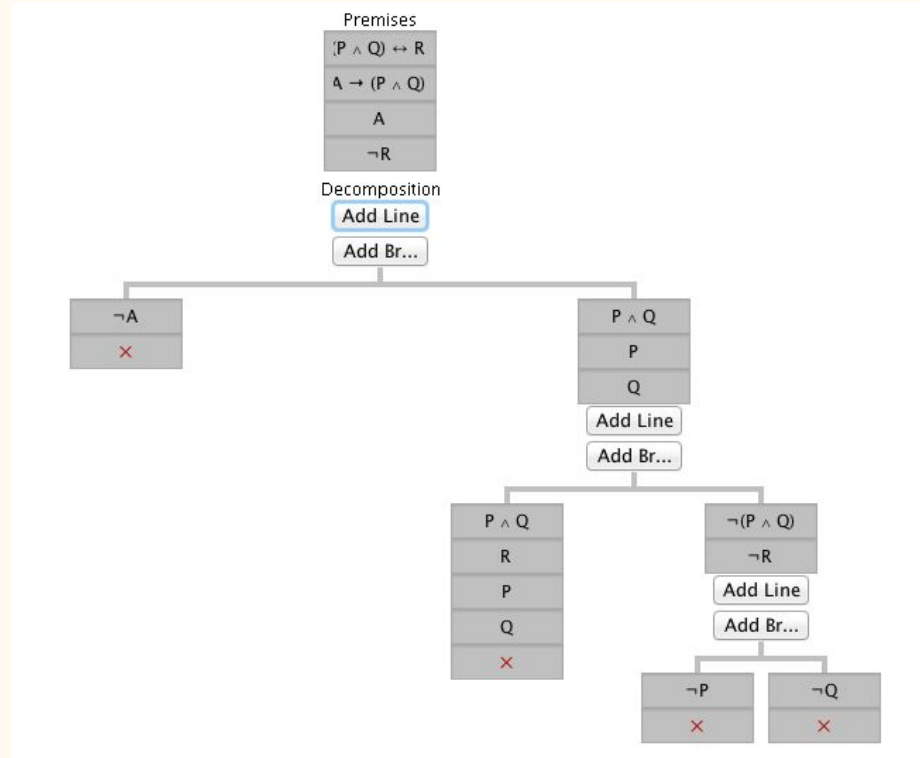 Premises
(P ∧ Q) ↔ R
A → (P ∧ Q)
A
¬R
Decomposition
Add Line
Add Br...
¬A
×
P ∧ Q
P
Q
Add Line
Add Br...
P ∧ Q
R
P
Q
×
¬(P ∧ Q)
¬R
Add Line
Add Br...
¬P
×
¬Q
×